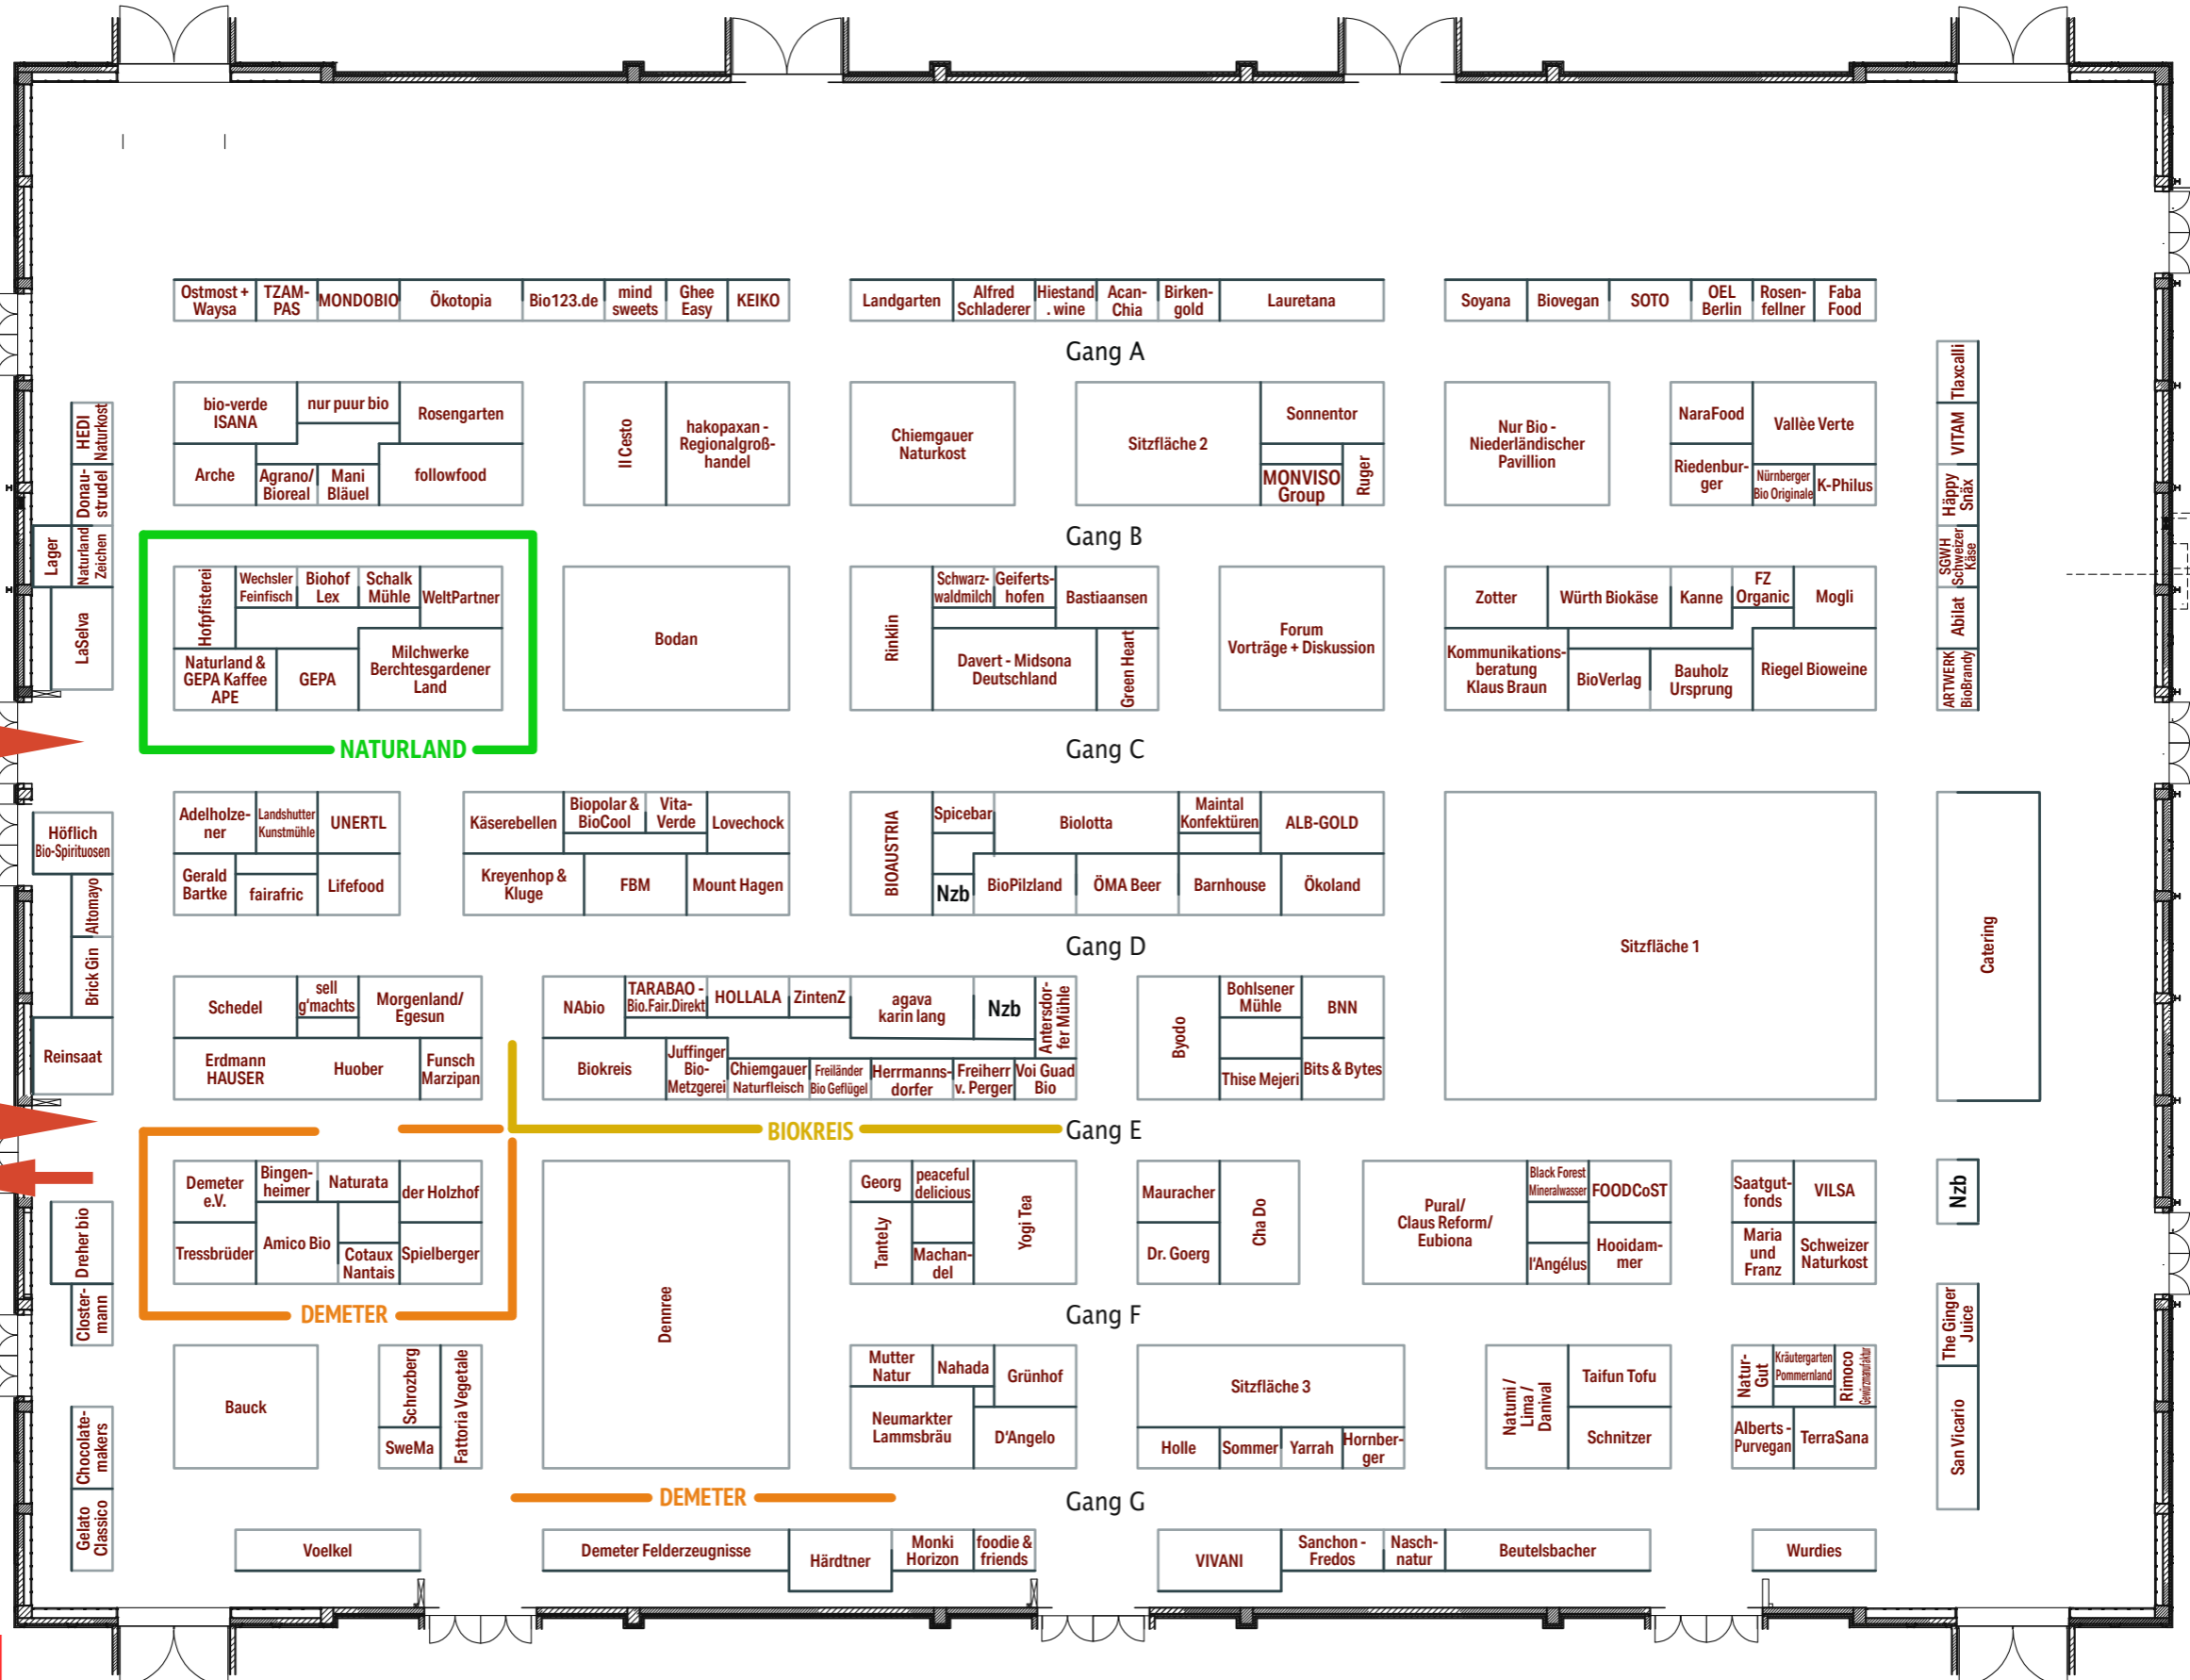 Ostmost +
Waysa
TZAM-
PAS
MONDOBIO
Ökotopia
Bio123.de
mind
sweets
Ghee
Easy
KEIKO
Landgarten
Alfred
Schladerer
Hiestand
. wine
Acan-
Chia
Birken-
gold
Lauretana
Soyana
Biovegan
SOTO
OEL
Berlin
Rosen-
fellner
Faba
Food
Gang A
bio-verde
ISANA
nur puur bio
Rosengarten
Arche
Agrano/
Bioreal
Mani
Bläuel
followfood
Il Cesto
hakopaxan -
Regionalgroß-
handel
Chiemgauer
Naturkost
Sitzfläche 2
Sonnentor
MONVISO
Group
Ruger
Nur Bio -
Niederländischer
Pavillion
NaraFood
Vallèe Verte
Riedenbur-
ger
Nürnberger
Bio Originale
K-Philus
Tlaxcalli
VITAM
Häppy
Snäx
SGWH
Schweizer
Käse
Abilat
ARTWERK
BioBrandy
HEDI
Naturkost
Donau-
strudel
Lager
Naturland
Zeichen
LaSelva
Gang B
Hofpfisterei
Wechsler
Feinfisch
Biohof
Lex
Schalk
Mühle
WeltPartner
Naturland &
GEPA Kaffee
APE
GEPA
Milchwerke
Berchtesgardener
Land
NATURLAND
Bodan
Rinklin
Schwarz-
waldmilch
Geiferts-
hofen
Bastiaansen
Davert - Midsona
Deutschland
Green Heart
Forum
Vorträge + Diskussion
Zotter
Würth Biokäse
Kanne
FZ
Organic
Mogli
Kommunikations-
beratung
Klaus Braun
BioVerlag
Bauholz
Ursprung
Riegel Bioweine
Gang C
Höflich
Bio-Spirituosen
Altomayo
Brick Gin
Reinsaat
Adelholze-
ner
Landshutter
Kunstmühle
UNERTL
Gerald
Bartke
fairafric
Lifefood
Käserebellen
Biopolar &
BioCool
Vita-
Verde
Lovechock
Kreyenhop &
Kluge
FBM
Mount Hagen
BIOAUSTRIA
Spicebar
Biolotta
Maintal
Konfektüren
ALB-GOLD
Nzb
BioPilzland
ÖMA Beer
Barnhouse
Ökoland
Sitzfläche 1
Catering
Gang D
Schedel
sell
g'machts
Morgenland/
Egesun
Erdmann
HAUSER
Huober
Funsch
Marzipan
NAbio
TARABAO -
Bio.Fair.Direkt
HOLLALA
ZintenZ
agava
karin lang
Nzb
Antersdor-
fer Mühle
Biokreis
Juffinger
Bio-
Metzgerei
Chiemgauer
Naturfleisch
Freiländer
Bio Geflügel
Herrmanns-
dorfer
Freiherr
v. Perger
Voi Guad
Bio
Byodo
Bohlsener
Mühle
BNN
Thise Mejeri
Bits & Bytes
BIOKREIS
Gang E
Demeter
e.V.
Bingen-
heimer
Naturata
der Holzhof
Tressbrüder
Amico Bio
Cotaux
Nantais
Spielberger
DEMETER
Dreher bio
Closter-
mann
Dennree
Georg
peaceful
delicious
Yogi Tea
TanteLy
Machan-
del
Mauracher
Cha Do
Dr. Goerg
Pural/
Claus Reform/
Eubiona
Black Forest
Mineralwasser
FOODCoST
l'Angélus
Hooidam-
mer
Saatgut-
fonds
VILSA
Maria
und
Franz
Schweizer
Naturkost
Nzb
Gang F
Bauck
Schrozberg
SweMa
Fattoria Vegetale
Mutter
Natur
Nahada
Grünhof
Neumarkter
Lammsbräu
D'Angelo
Sitzfläche 3
Holle
Sommer
Yarrah
Hornber-
ger
Natumi /
Lima /
Danival
Taifun Tofu
Schnitzer
Natur-
Gut
Kräutergarten
Pommernland
Rimoco
Gewürzmanufaktur
Alberts -
Purvegan
TerraSana
The Ginger
Juice
San Vicario
Chocolate-
makers
Gelato
Classico
DEMETER
Gang G
Voelkel
Demeter Felderzeugnisse
Härdtner
Monki
Horizon
foodie &
friends
VIVANI
Sanchon -
Fredos
Nasch-
natur
Beutelsbacher
Wurdies